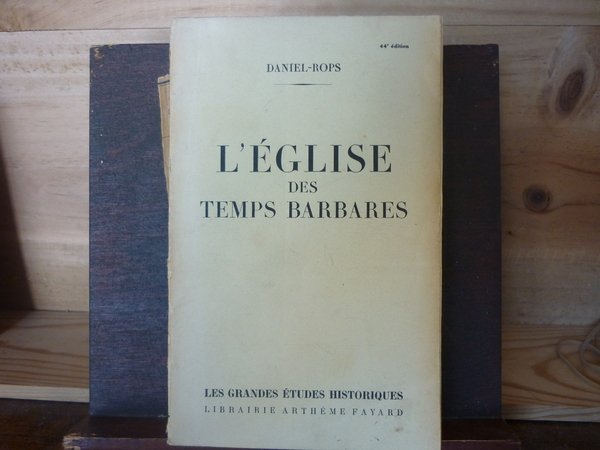 44e édition
DANIEL-ROPS
L'ÉGLISE
DES
TEMPS BARBARES
LES GRANDES ÉTUDES HISTORIQUES
LIBRAIRIE ARTHÈME FAYARD